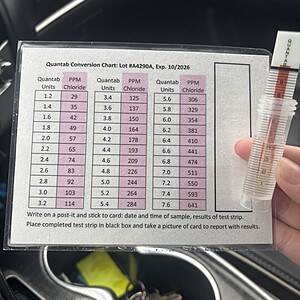 Quantab Conversion Chart: Lot #A4290A, Exp. 10/2026
Quantab Units PPM Chloride Quantab Units PPM Chloride Quantab Units PPM Chloride
1.2 29 3.4 125 5.6 306
1.4 35 3.6 137 5.8 329
1.6 42 3.8 150 6.0 354
1.8 49 4.0 164 6.2 381
2.0 57 4.2 178 6.4 410
2.2 65 4.4 193 6.6 441
2.4 74 4.6 209 6.8 474
2.6 83 4.8 226 7.0 511
2.8 92 5.0 244 7.2 550
3.0 103 5.2 264 7.4 593
3.2 114 5.4 284 7.6 641
Write on a post-it and stick to card: date and time of sample, results of test strip.
Place completed test strip in black box and take a picture of card to report with results.
QUANTAB